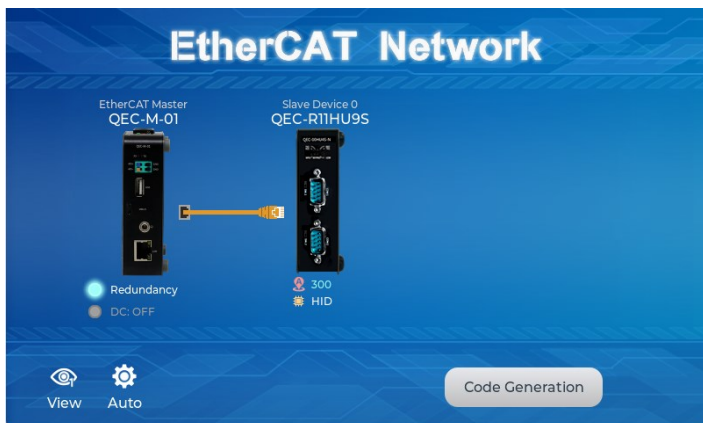 EtherCAT Network
EtherCAT Master
QEC-M-01
Slave Device 0
QEC-R11HU9S
Redundancy
DC: OFF
300
HID
View
Auto
Code Generation